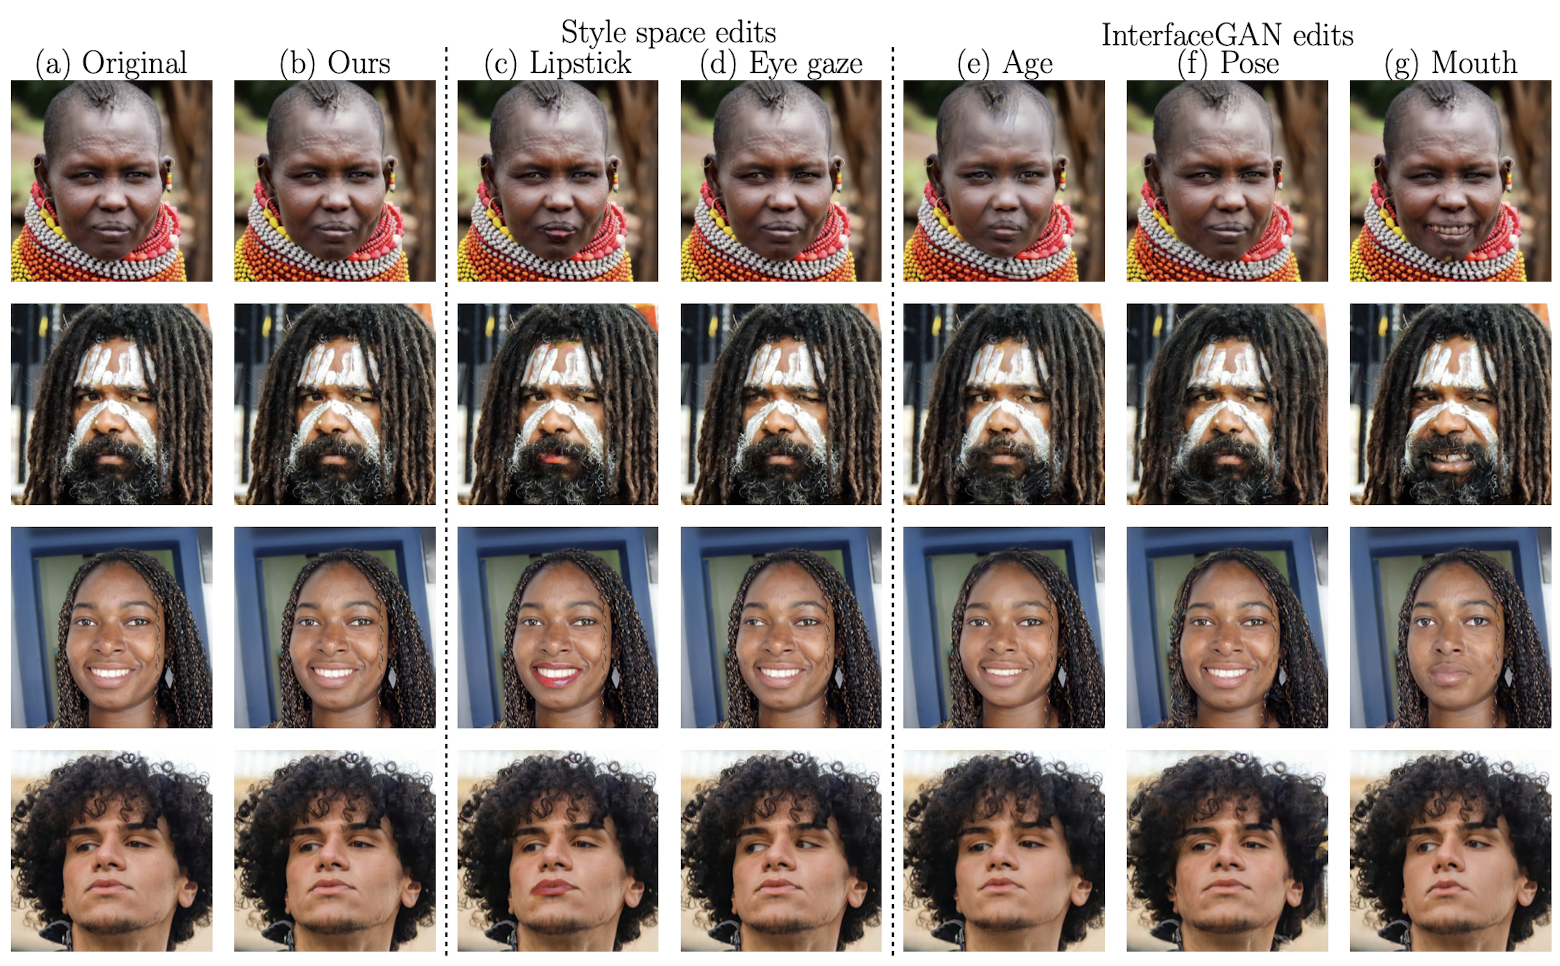 Style space edits
InterfaceGAN edits
(a) Original
(b) Ours
(c) Lipstick
(d) Eye gaze
(e) Age
(f) Pose
(g) Mouth